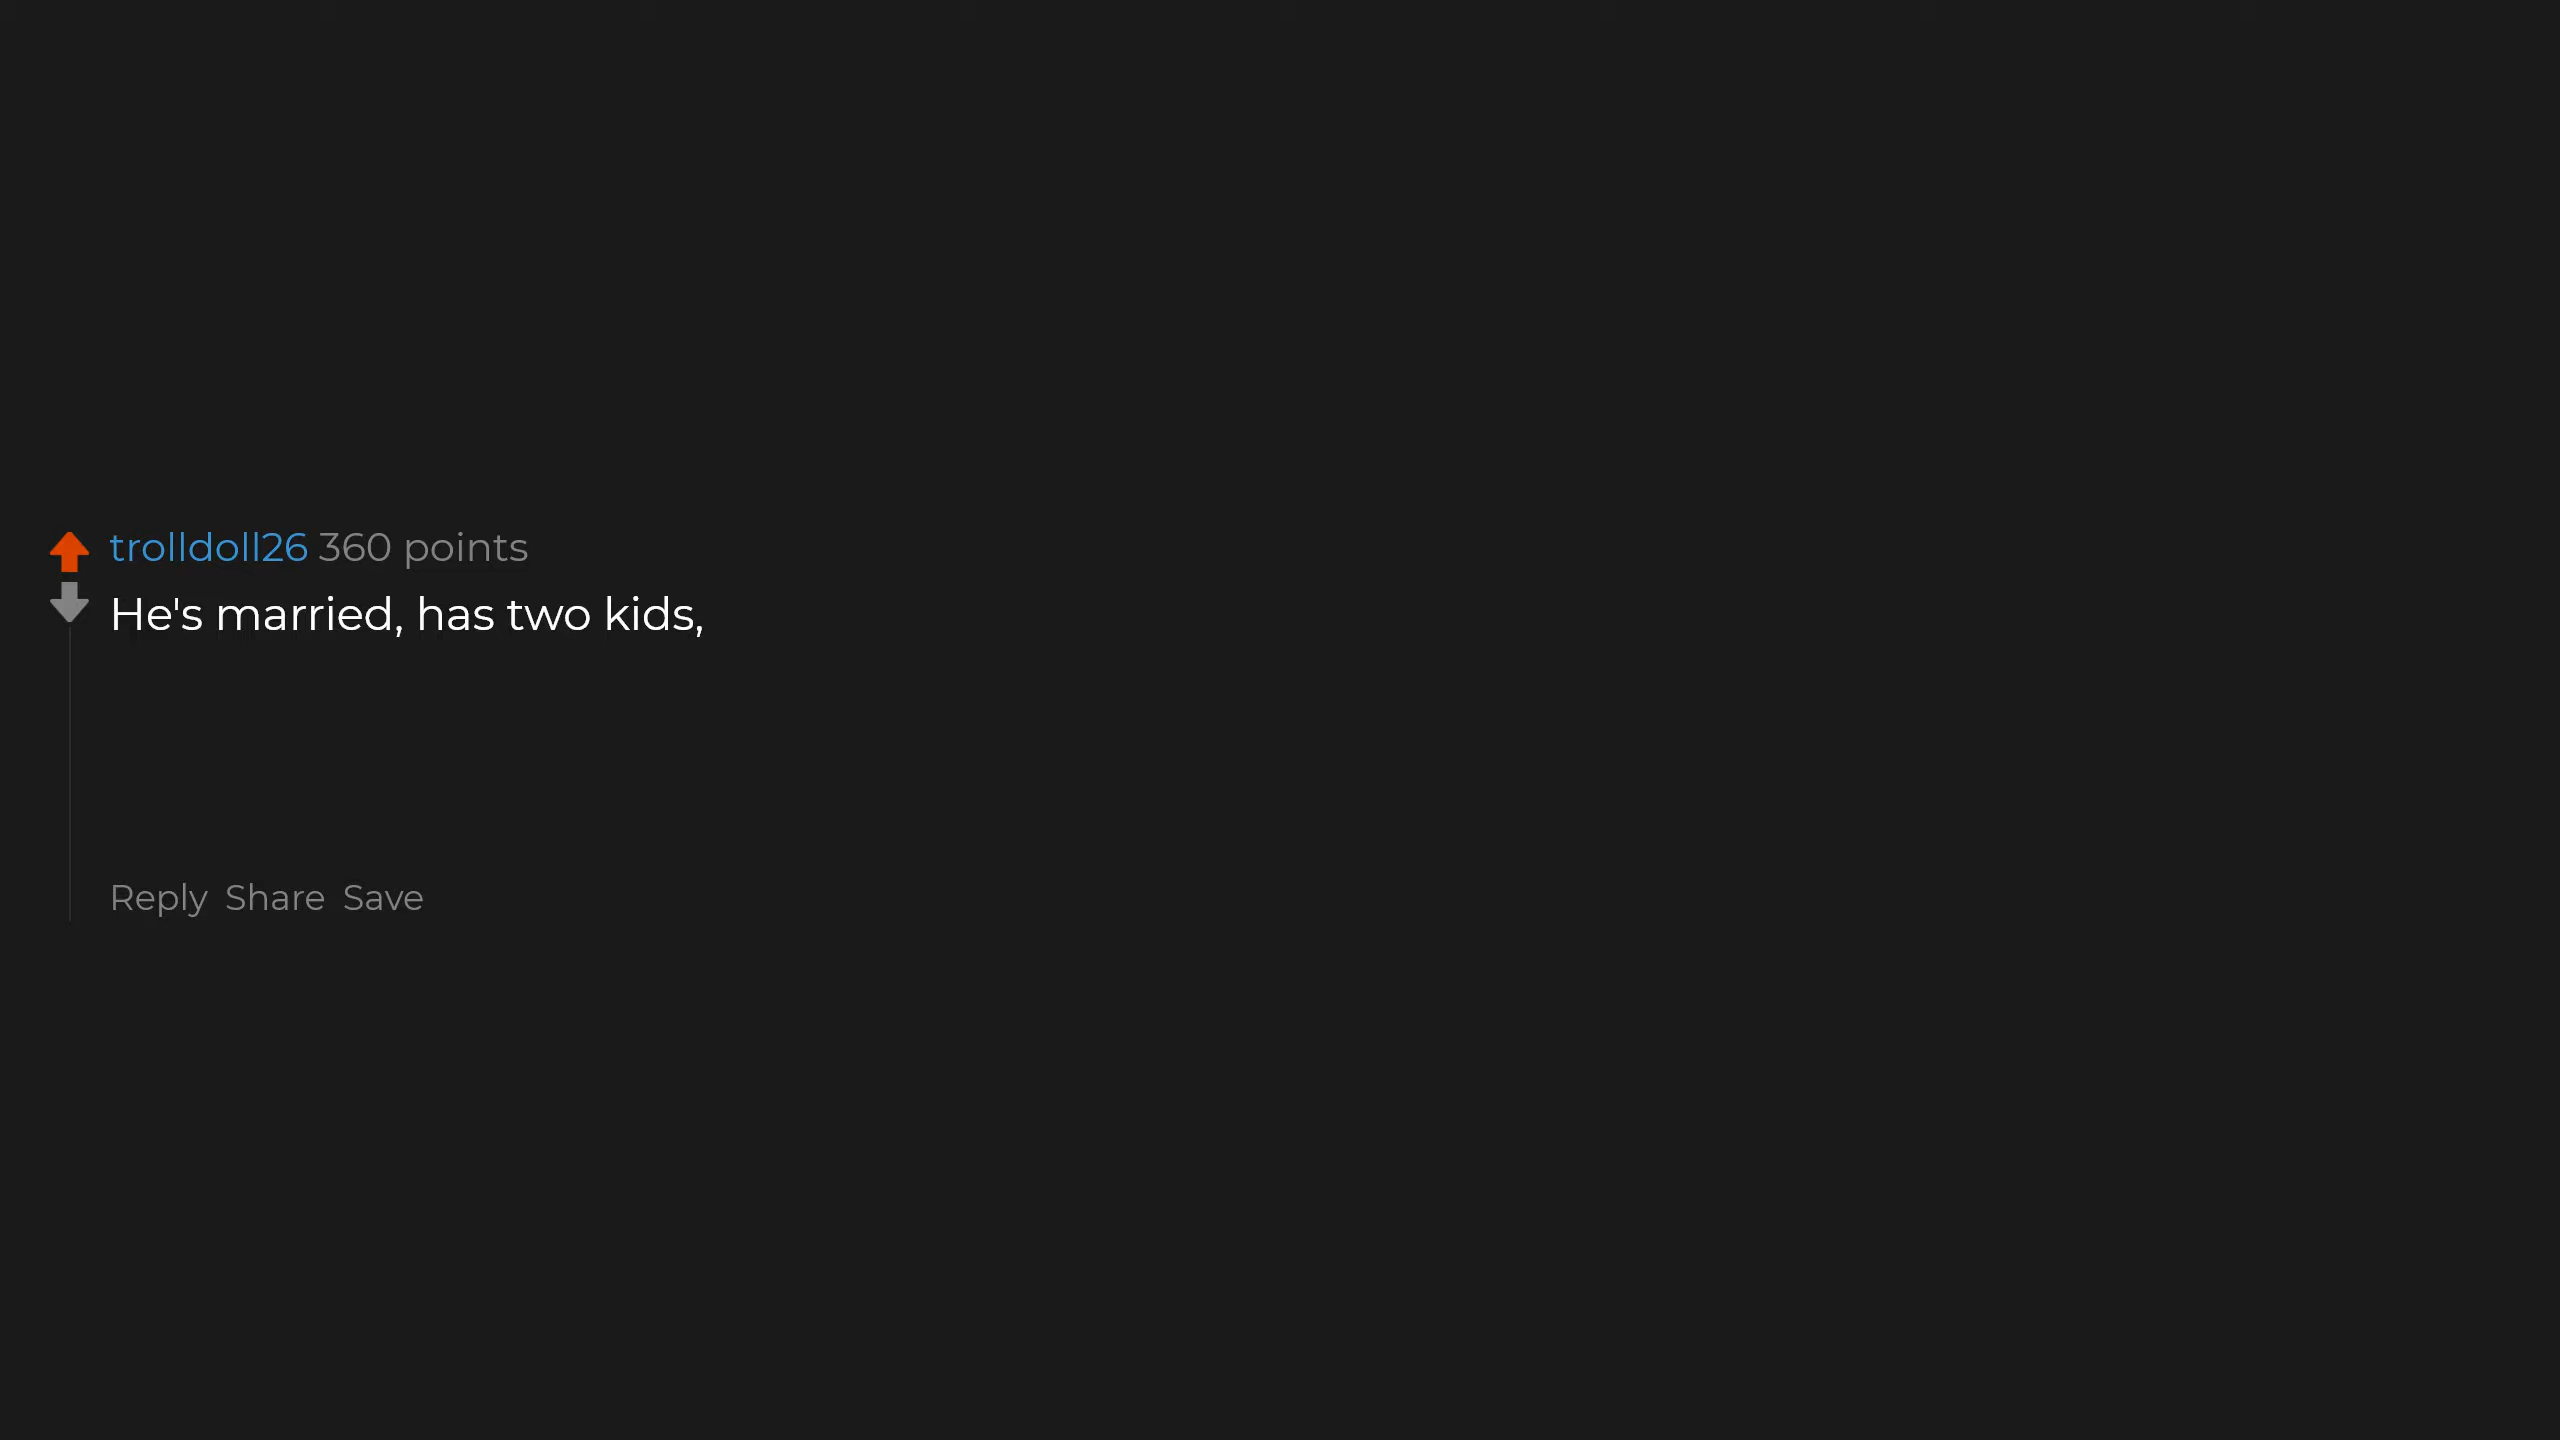 trolldoll26 360 points
He's married, has two kids,
Reply Share Save